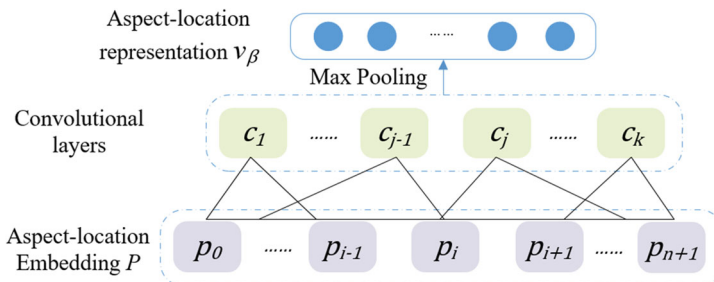 Aspect-location
representation vβ
......
Max Pooling
Convolutional
layers
c1 ...... cj-1 cj ...... ck
Aspect-location
Embedding P
p0 ...... pi-1 pi pi+1 ...... pn+1